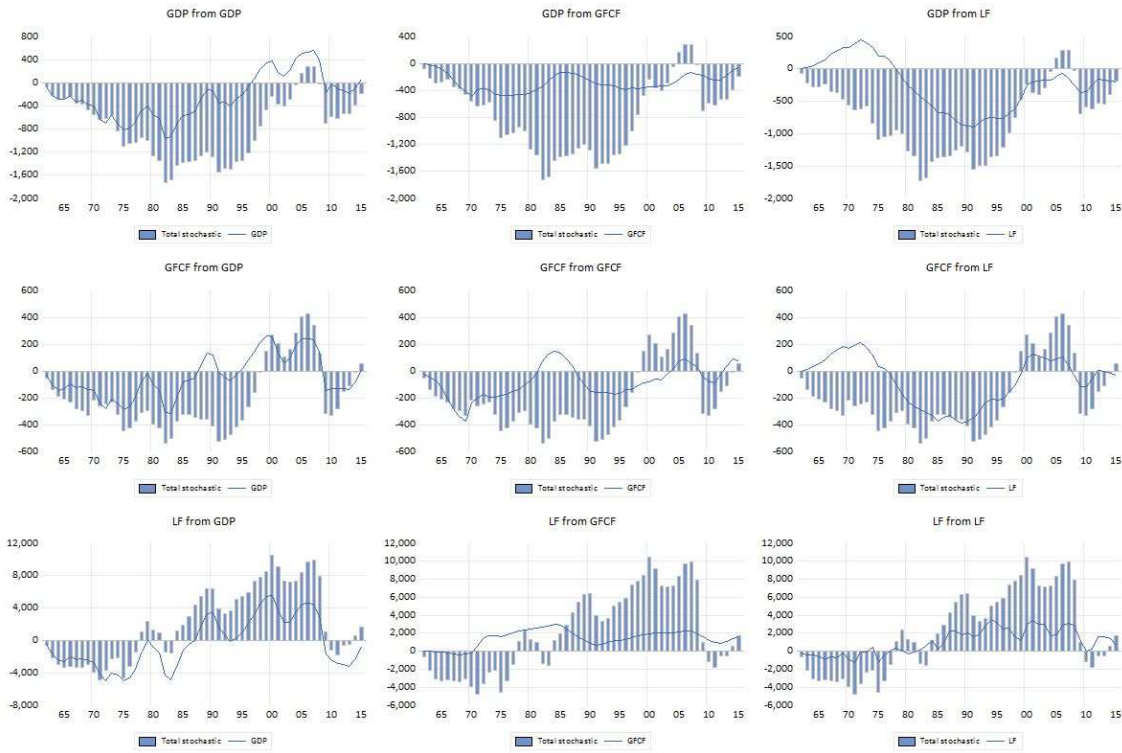 GDP from GDP
800
400
0
-400
-800
-1,200
-1,600
-2,000
65 70 75 80 85 90 95 00 05 10 15
Total stochastic GDP
GDP from GFCF
400
0
-400
-800
-1,200
-1,600
-2,000
65 70 75 80 85 90 95 00 05 10 15
Total stochastic GFCF
GDP from LF
500
0
-500
-1,000
-1,500
-2,000
65 70 75 80 85 90 95 00 05 10 15
Total stochastic LF
GFCF from GDP
600
400
200
0
-200
-400
-600
65 70 75 80 85 90 95 00 05 10 15
Total stochastic GDP
GFCF from GFCF
600
400
200
0
-200
-400
-600
65 70 75 80 85 90 95 00 05 10 15
Total stochastic GFCF
GFCF from LF
600
400
200
0
-200
-400
-600
65 70 75 80 85 90 95 00 05 10 15
Total stochastic LF
LF from GDP
12,000
8,000
4,000
0
-4,000
-8,000
65 70 75 80 85 90 95 00 05 10 15
Total stochastic GDP
LF from GFCF
12,000
10,000
8,000
6,000
4,000
2,000
0
-2,000
-4,000
-6,000
65 70 75 80 85 90 95 00 05 10 15
Total stochastic GFCF
LF from LF
12,000
10,000
8,000
6,000
4,000
2,000
0
-2,000
-4,000
-6,000
65 70 75 80 85 90 95 00 05 10 15
Total stochastic LF